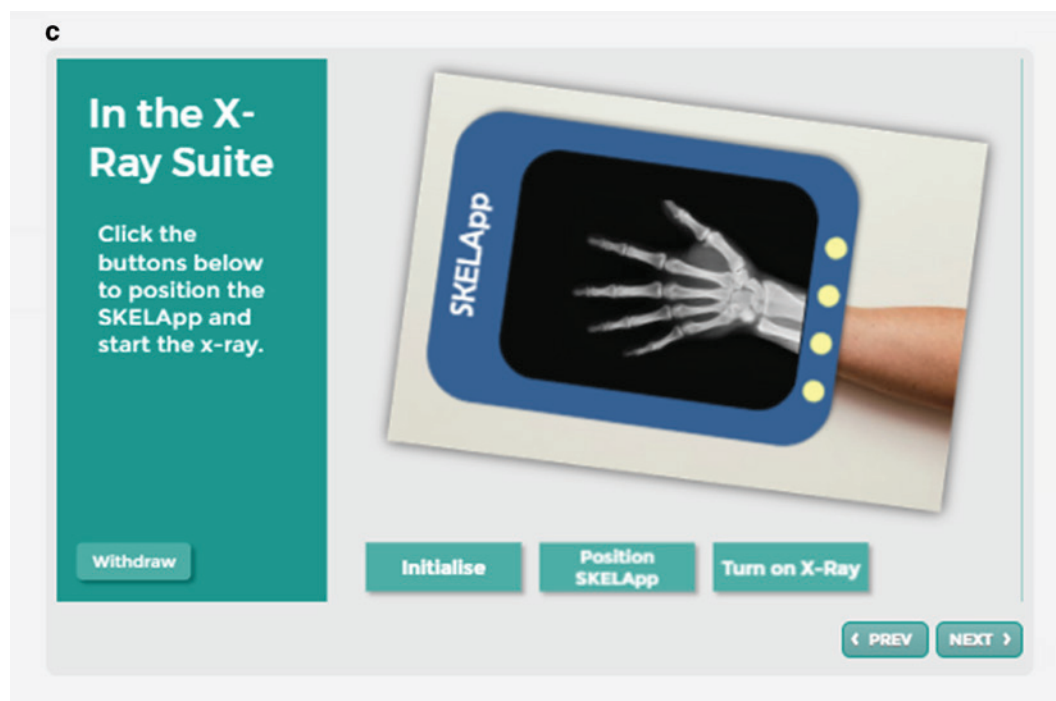 c
In the X-
Ray Suite
Click the
buttons below
to position the
SKELApp and
start the x-ray.
Withdraw
SKELApp
Initialise
Position
SKELApp
Turn on X-Ray
‹ PREV
NEXT ›